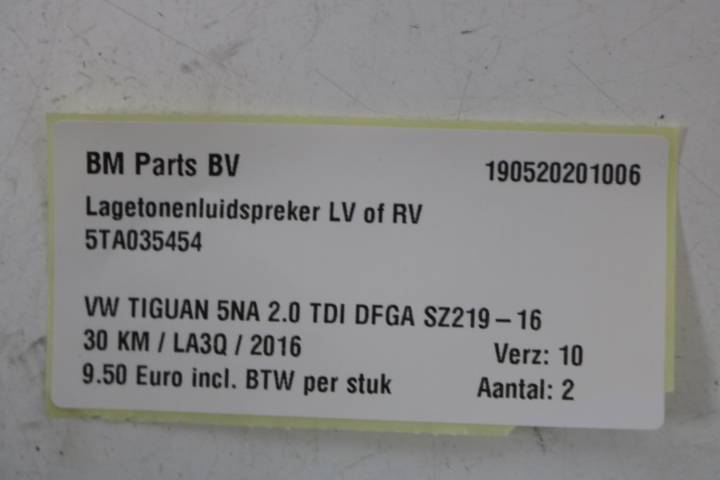 BM Parts BV 190520201006
Lagetonenluidspreker LV of RV
5TA035454
VW TIGUAN 5NA 2.0 TDI DFGA SZ219 – 16
30 KM / LA3Q / 2016 Verz: 10
9.50 Euro incl. BTW per stuk Aantal: 2